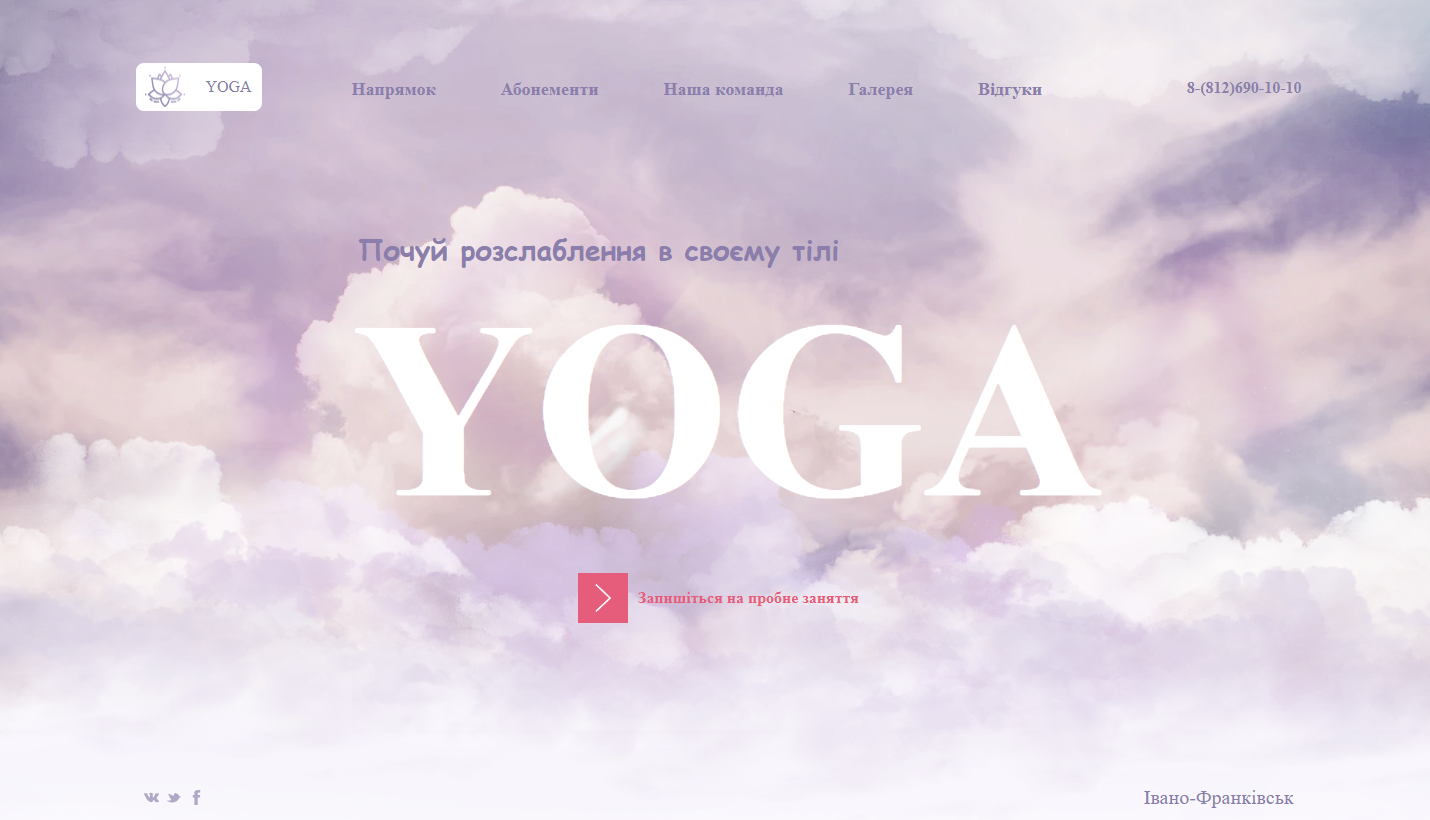 YOGA
Напрямок Абонементи Наша команда Галерея Відгуки 8-(812)690-10-10
Почуй розслаблення в своєму тілі
YOGA
Запишіться на пробне заняття
Івано-Франківськ